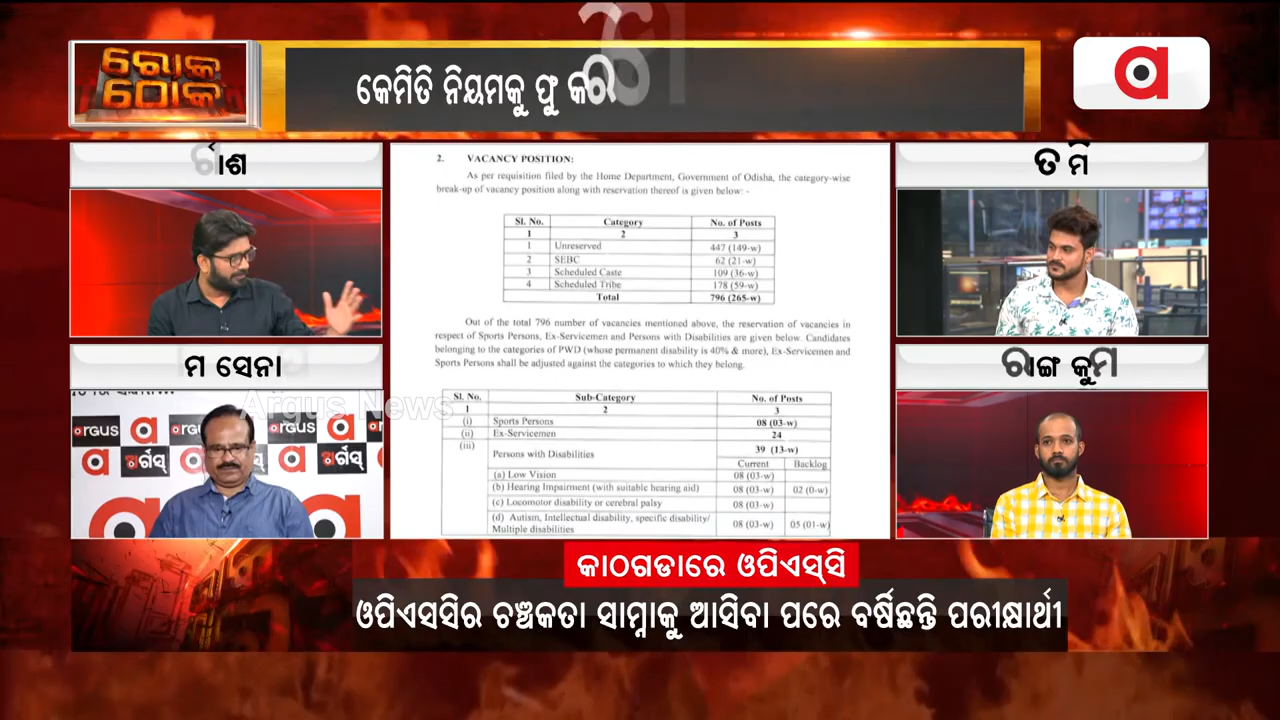 ରୋକ
ଠୋକ
କେମିତି ନିୟମକୁ ଫୁ କର
a
ର୍ଗାଶ
ମ ସେନା
ତ ମି
ରାଙ୍ଗ କୁମ
2. VACANCY POSITION:
As per requisition filed by the Home Department, Government of Odisha, the category-wise
break-up of vacancy position along with reservation thereof is given below: -
Sl. No. Category No. of Posts
1 2 3
1 Unreserved 447 (149-w)
2 SEBC 62 (21-w)
3 Scheduled Caste 109 (36-w)
4 Scheduled Tribe 178 (59-w)
Total 796 (265-w)
Out of the total 796 number of vacancies mentioned above, the reservation of vacancies in
respect of Sports Persons, Ex-Servicemen and Persons with Disabilities are given below. Candidates
belonging to the categories of PWD (whose permanent disability is 40% & more), Ex-Servicemen and
Sports Persons shall be adjusted against the categories to which they belong.
Sl. No. Sub-Category No. of Posts
1 2 3
(i) Sports Persons 08 (03-w)
(ii) Ex-Servicemen 24
(iii) Persons with Disabilities 39 (13-w)
Current Backlog
(a) Low Vision 08 (03-w)
(b) Hearing Impairment (with suitable hearing aid) 08 (03-w) 02 (0-w)
(c) Locomotor disability or cerebral palsy 08 (03-w)
(d) Autism, Intellectual disability, specific disability/
Multiple disabilities 08 (03-w) 05 (01-w)
Argus News
argus
ଅର୍ଗସ୍
କାଠଗଡାରେ ଓପିଏସ୍‌ସି
ଓପିଏସସିର ଚଞ୍ଚକତା ସାମ୍ନାକୁ ଆସିବା ପରେ ବର୍ଷିଛନ୍ତି ପରୀକ୍ଷାର୍ଥୀ